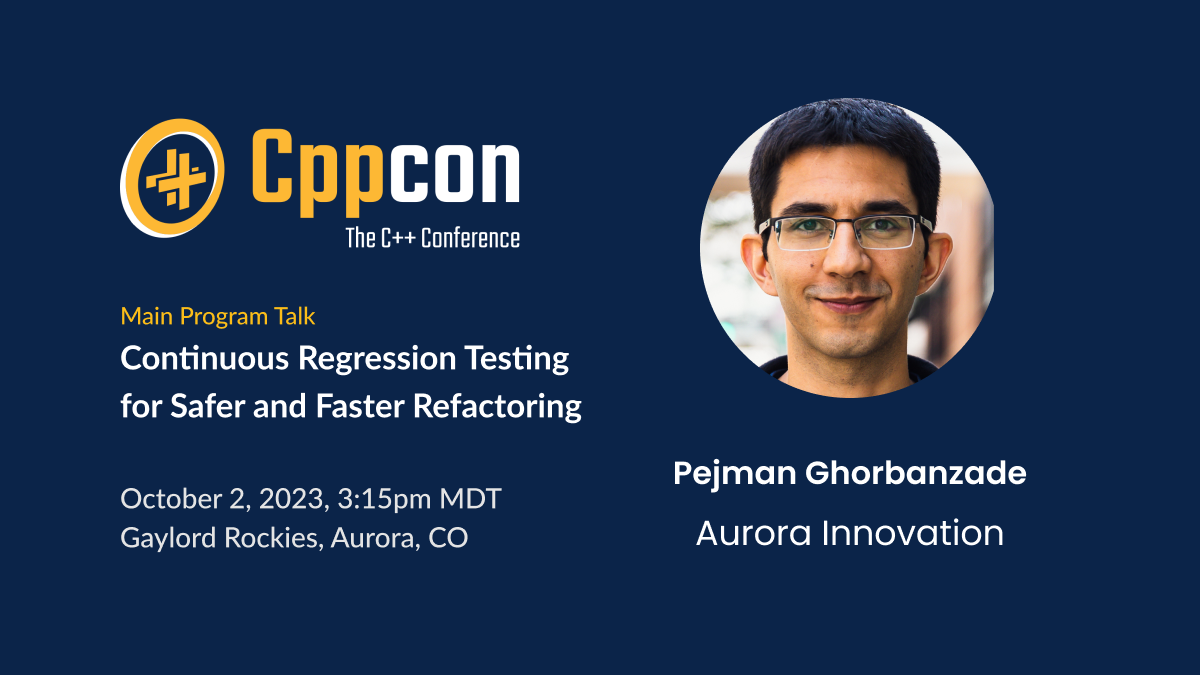 Cppcon
The C++ Conference
Main Program Talk
Continuous Regression Testing
for Safer and Faster Refactoring
October 2, 2023, 3:15pm MDT
Gaylord Rockies, Aurora, CO
Pejman Ghorbanzade
Aurora Innovation